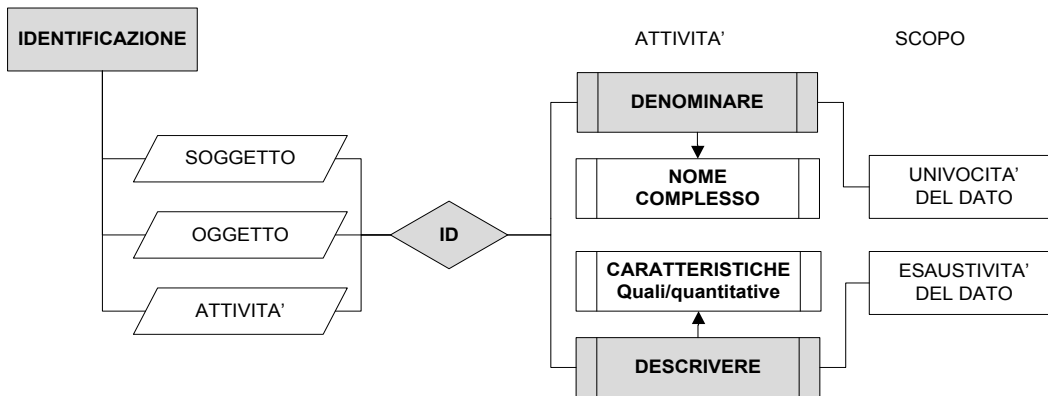 IDENTIFICAZIONE
ATTIVITA’
SCOPO
DENOMINARE
SOGGETTO
NOME
COMPLESSO
UNIVOCITA’
DEL DATO
OGGETTO
ID
CARATTERISTICHE
Quali/quantitative
ESAUSTIVITA’
DEL DATO
ATTIVITA’
DESCRIVERE